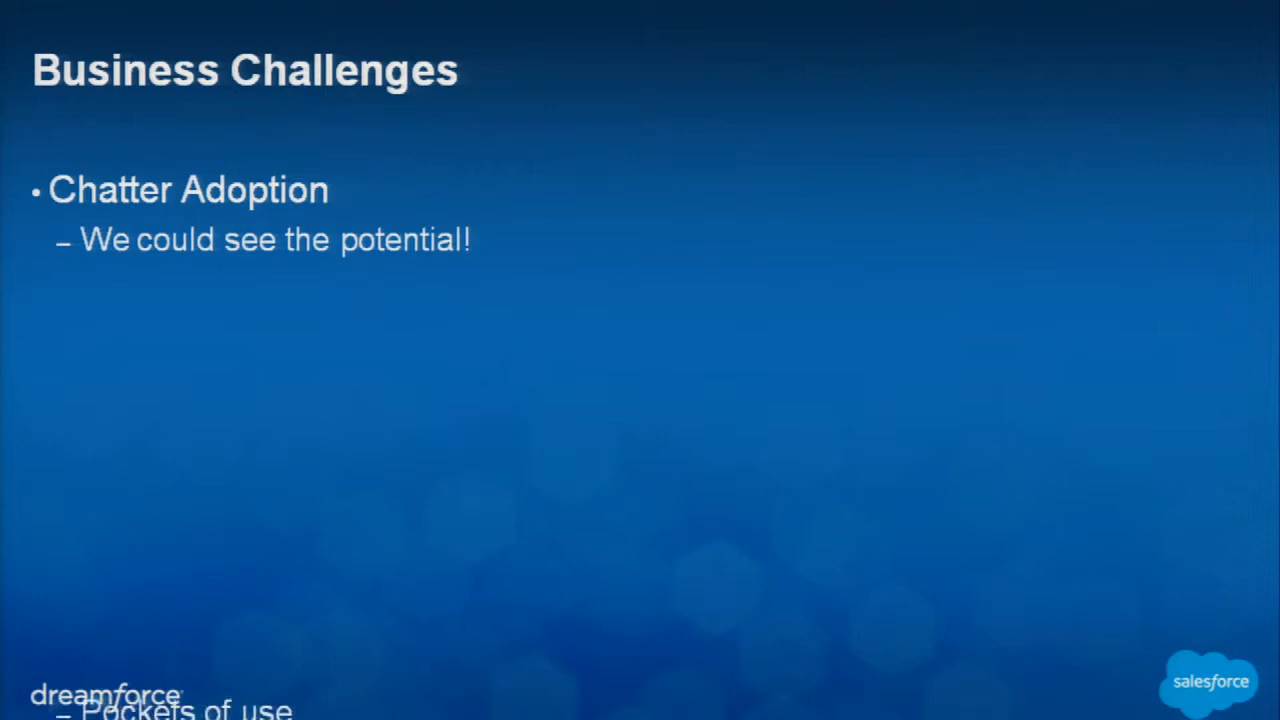 Business Challenges
• Chatter Adoption
– We could see the potential!
dreamforce
– Pockets of use
salesforce